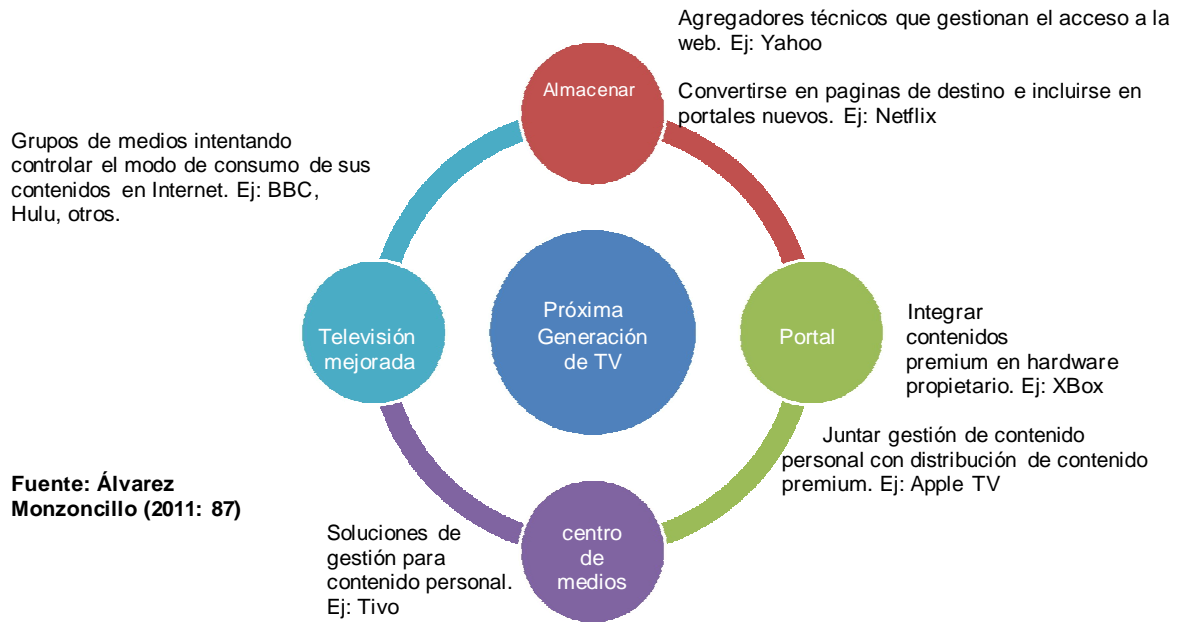 Agregadores técnicos que gestionan el acceso a la
web. Ej: Yahoo
Convertirse en paginas de destino e incluirse en
portales nuevos. Ej: Netflix
Almacenar
Grupos de medios intentando
controlar el modo de consumo de sus
contenidos en Internet. Ej: BBC,
Hulu, otros.
Televisión
mejorada
Próxima
Generación
de TV
Portal
Integrar
contenidos
premium en hardware
propietario. Ej: XBox
Juntar gestión de contenido
personal con distribución de contenido
premium. Ej: Apple TV
Fuente: Álvarez
Monzoncillo (2011: 87)
Soluciones de
gestión para
contenido personal.
Ej: Tivo
centro
de
medios